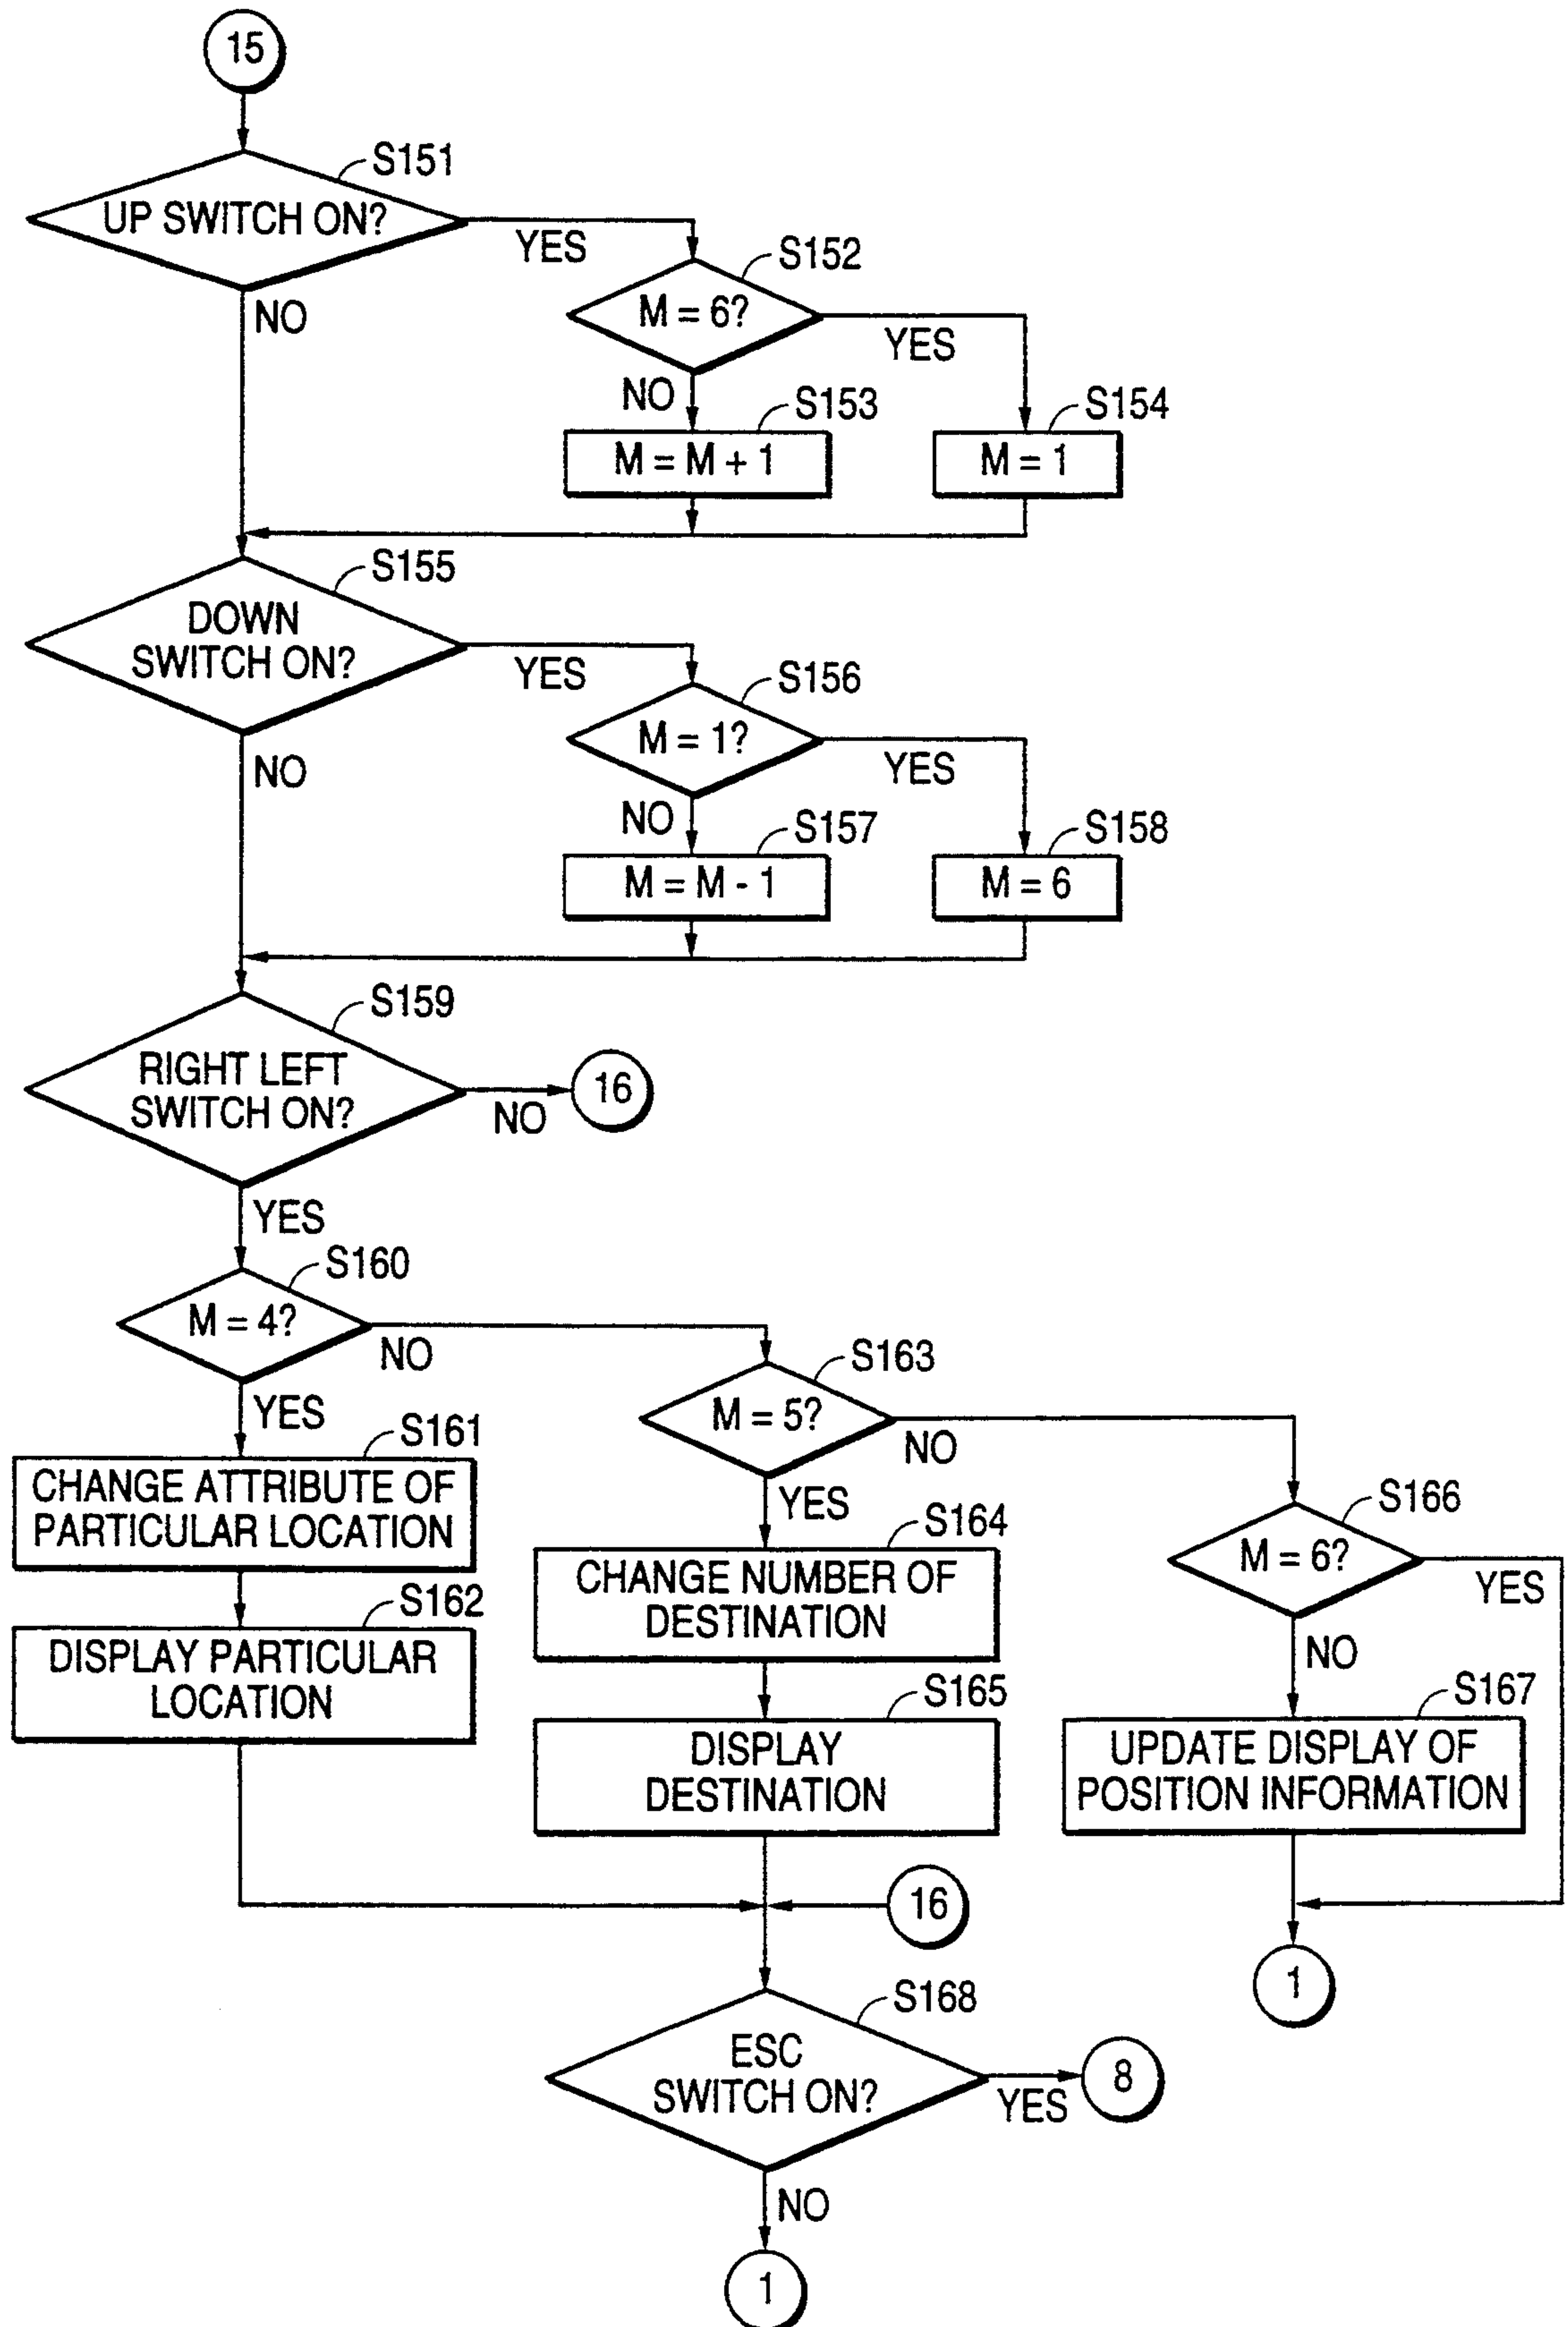 15
S151
UP SWITCH ON?
YES
NO
S152
M = 6?
YES
NO
S153
M = M + 1
S154
M = 1
S155
DOWN
SWITCH ON?
YES
NO
S156
M = 1?
YES
NO
S157
M = M - 1
S158
M = 6
S159
RIGHT LEFT
SWITCH ON?
NO
16
YES
S160
M = 4?
NO
YES
S161
CHANGE ATTRIBUTE OF
PARTICULAR LOCATION
S162
DISPLAY PARTICULAR
LOCATION
S163
M = 5?
NO
YES
S164
CHANGE NUMBER OF
DESTINATION
S165
DISPLAY
DESTINATION
S166
M = 6?
YES
NO
S167
UPDATE DISPLAY OF
POSITION INFORMATION
16
1
S168
ESC
SWITCH ON?
YES
8
NO
1